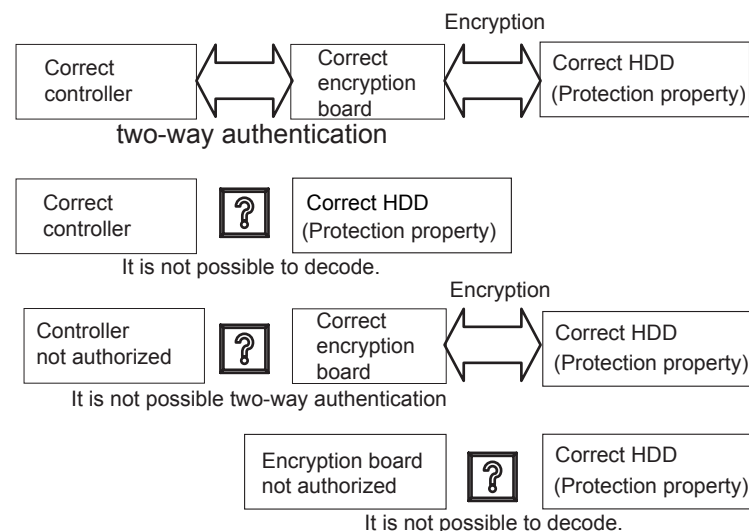 Encryption
Correct
controller
Correct
encryption
board
Correct HDD
(Protection property)
two-way authentication
Correct
controller
?
Correct HDD
(Protection property)
It is not possible to decode.
Encryption
Controller
not authorized
?
Correct
encryption
board
Correct HDD
(Protection property)
It is not possible two-way authentication
Encryption board
not authorized
?
Correct HDD
(Protection property)
It is not possible to decode.